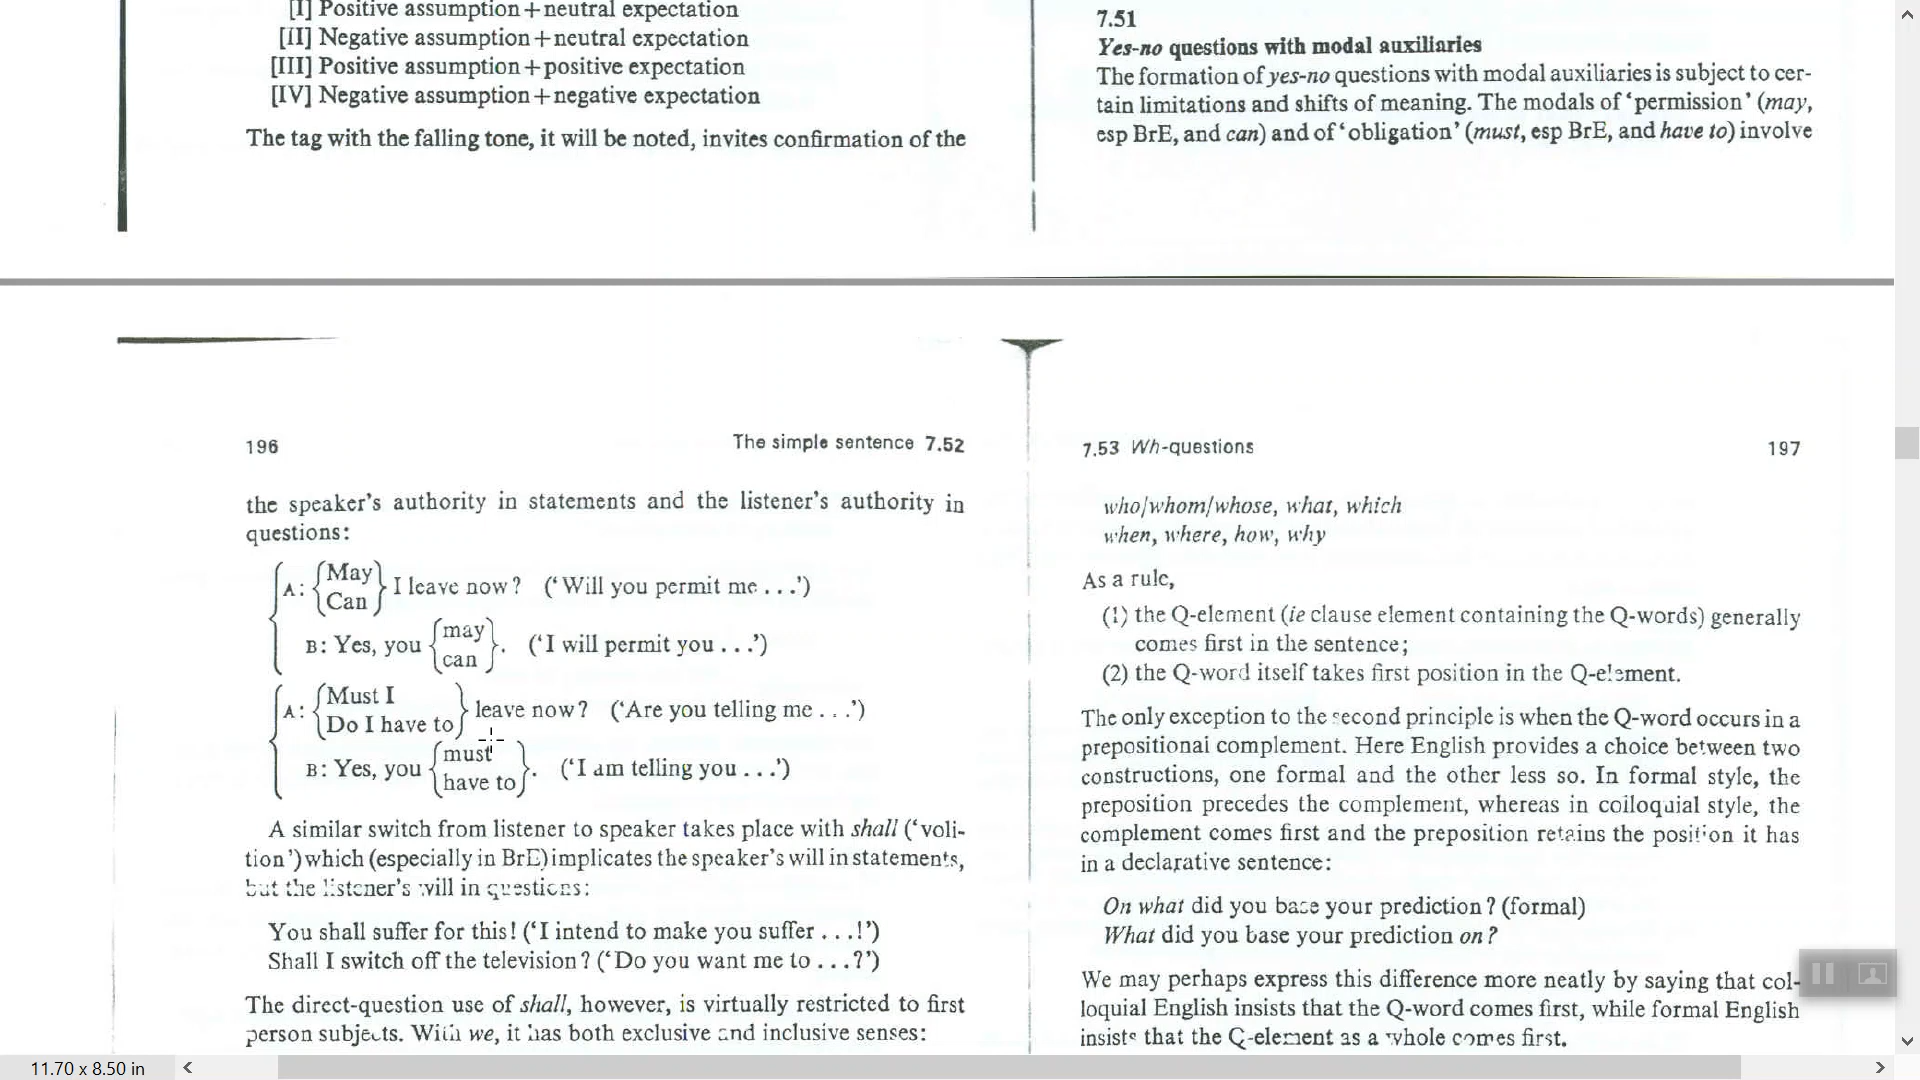 [I] Positive assumption+neutral expectation
[II] Negative assumption+neutral expectation
[III] Positive assumption+positive expectation
[IV] Negative assumption+negative expectation
The tag with the falling tone, it will be noted, invites confirmation of the
7.51
Yes-no questions with modal auxiliaries
The formation of yes-no questions with modal auxiliaries is subject to cer-
tain limitations and shifts of meaning. The modals of ‘permission’ (may,
esp BrE, and can) and of ‘obligation’ (must, esp BrE, and have to) involve
196
The simple sentence 7.52
the speaker’s authority in statements and the listener’s authority in
questions:
A: {May / Can} I leave now? (‘Will you permit me . . .’)
B: Yes, you {may / can}. (‘I will permit you . . .’)
A: {Must I / Do I have to} leave now? (‘Are you telling me . . .’)
B: Yes, you {must / have to}. (‘I am telling you . . .’)
A similar switch from listener to speaker takes place with shall (‘voli-
tion’) which (especially in BrE) implicates the speaker’s will in statements,
but the listener’s will in questions:
You shall suffer for this! (‘I intend to make you suffer . . .!’)
Shall I switch off the television? (‘Do you want me to . . .?’)
The direct-question use of shall, however, is virtually restricted to first
person subjects. With we, it has both exclusive and inclusive senses:
7.53 Wh-questions
197
who/whom/whose, what, which
when, where, how, why
As a rule,
(1) the Q-element (ie clause element containing the Q-words) generally
comes first in the sentence;
(2) the Q-word itself takes first position in the Q-element.
The only exception to the second principle is when the Q-word occurs in a
prepositional complement. Here English provides a choice between two
constructions, one formal and the other less so. In formal style, the
preposition precedes the complement, whereas in colloquial style, the
complement comes first and the preposition retains the position it has
in a declarative sentence:
On what did you base your prediction? (formal)
What did you base your prediction on?
We may perhaps express this difference more neatly by saying that col-
loquial English insists that the Q-word comes first, while formal English
insists that the Q-element as a whole comes first.
11.70 x 8.50 in